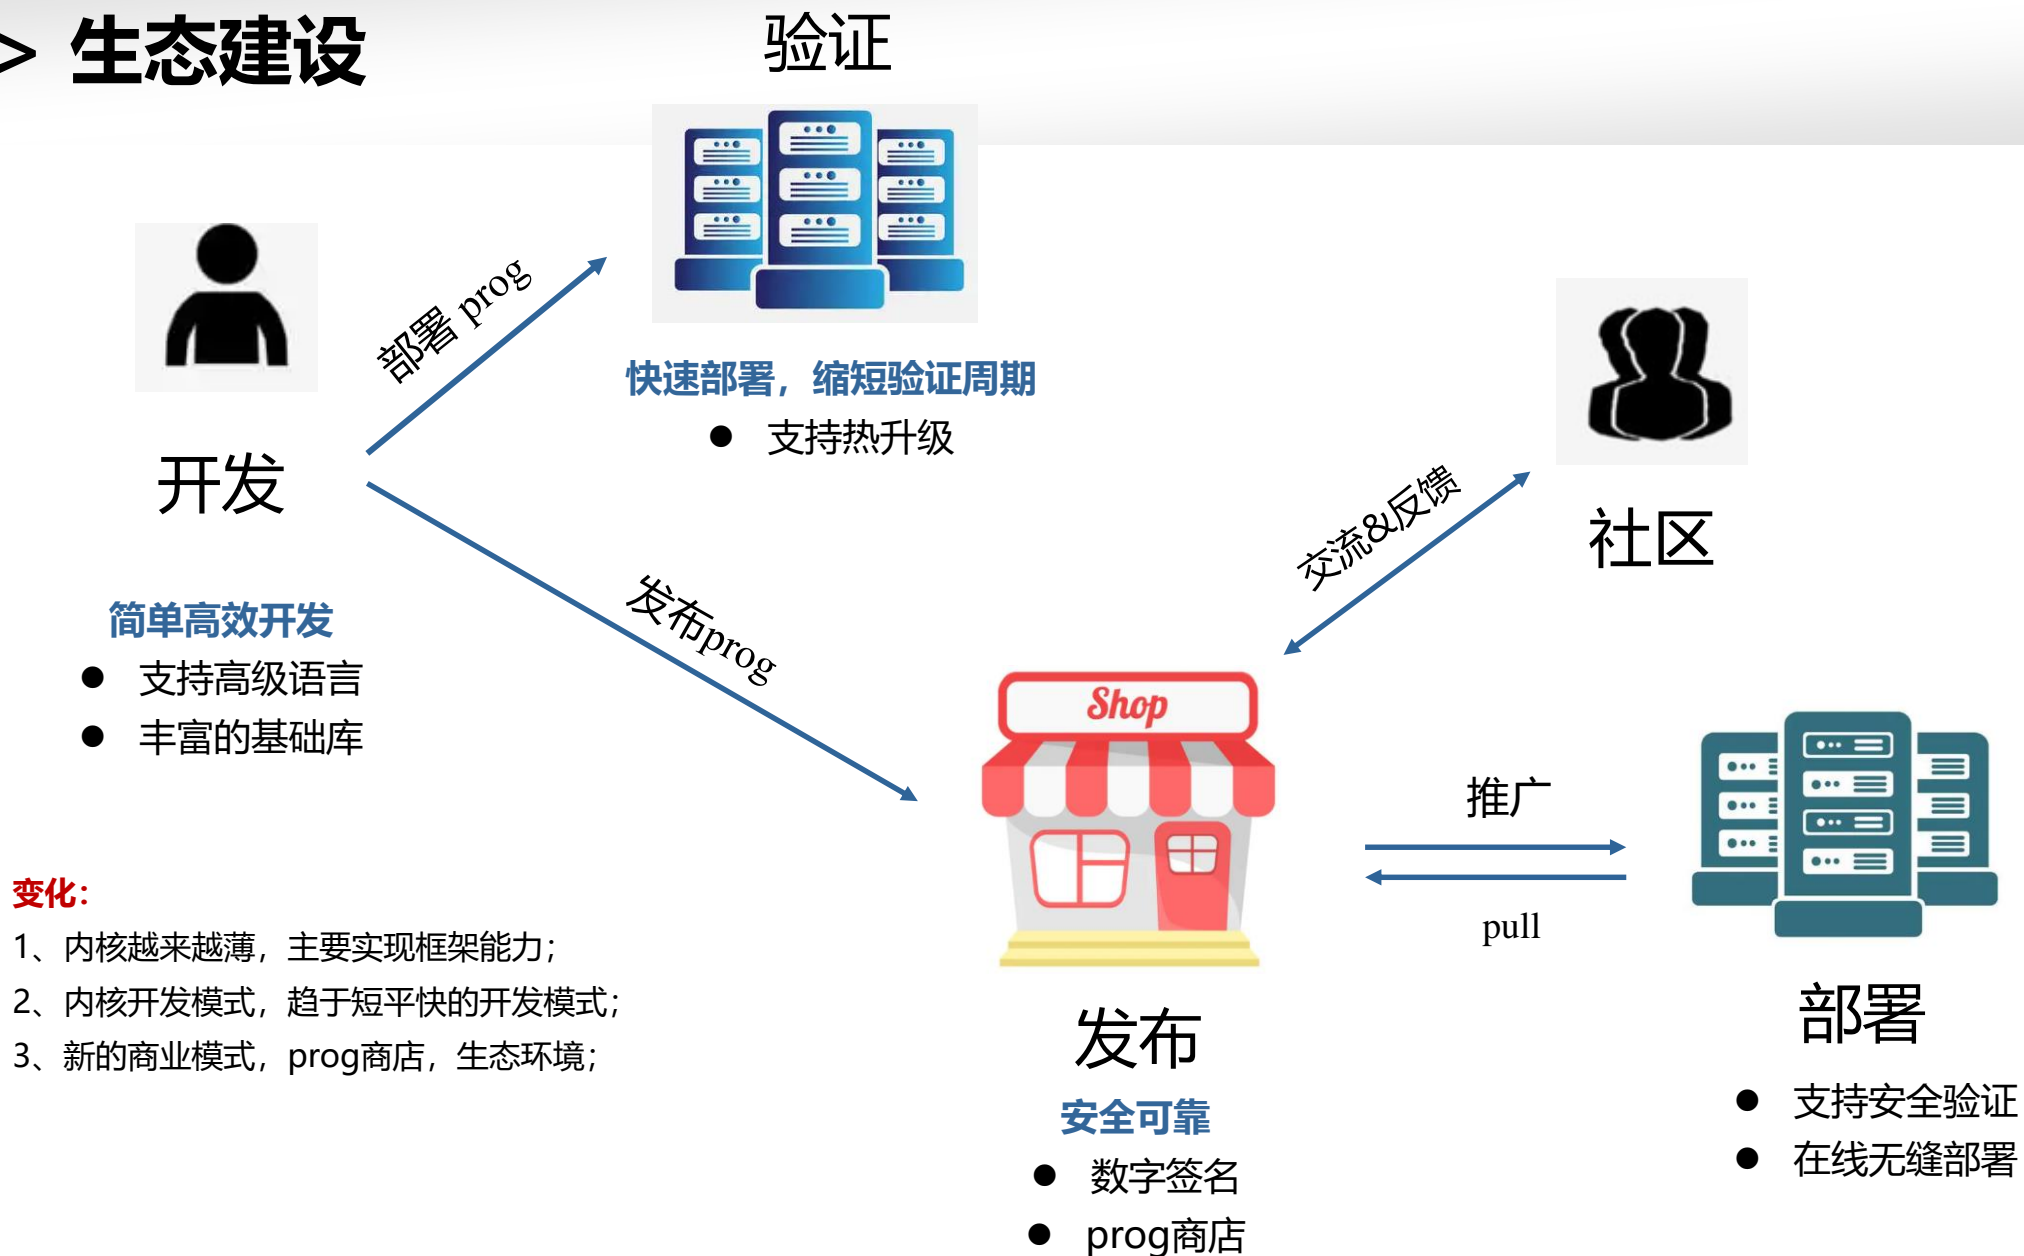 > 生态建设
验证
部署 prog
快速部署，缩短验证周期
● 支持热升级
开发
简单高效开发
● 支持高级语言
● 丰富的基础库
发布prog
交流&反馈
社区
Shop
推广
pull
变化：
1、内核越来越薄，主要实现框架能力；
2、内核开发模式，趋于短平快的开发模式；
3、新的商业模式，prog商店，生态环境；
发布
安全可靠
● 数字签名
● prog商店
部署
● 支持安全验证
● 在线无缝部署